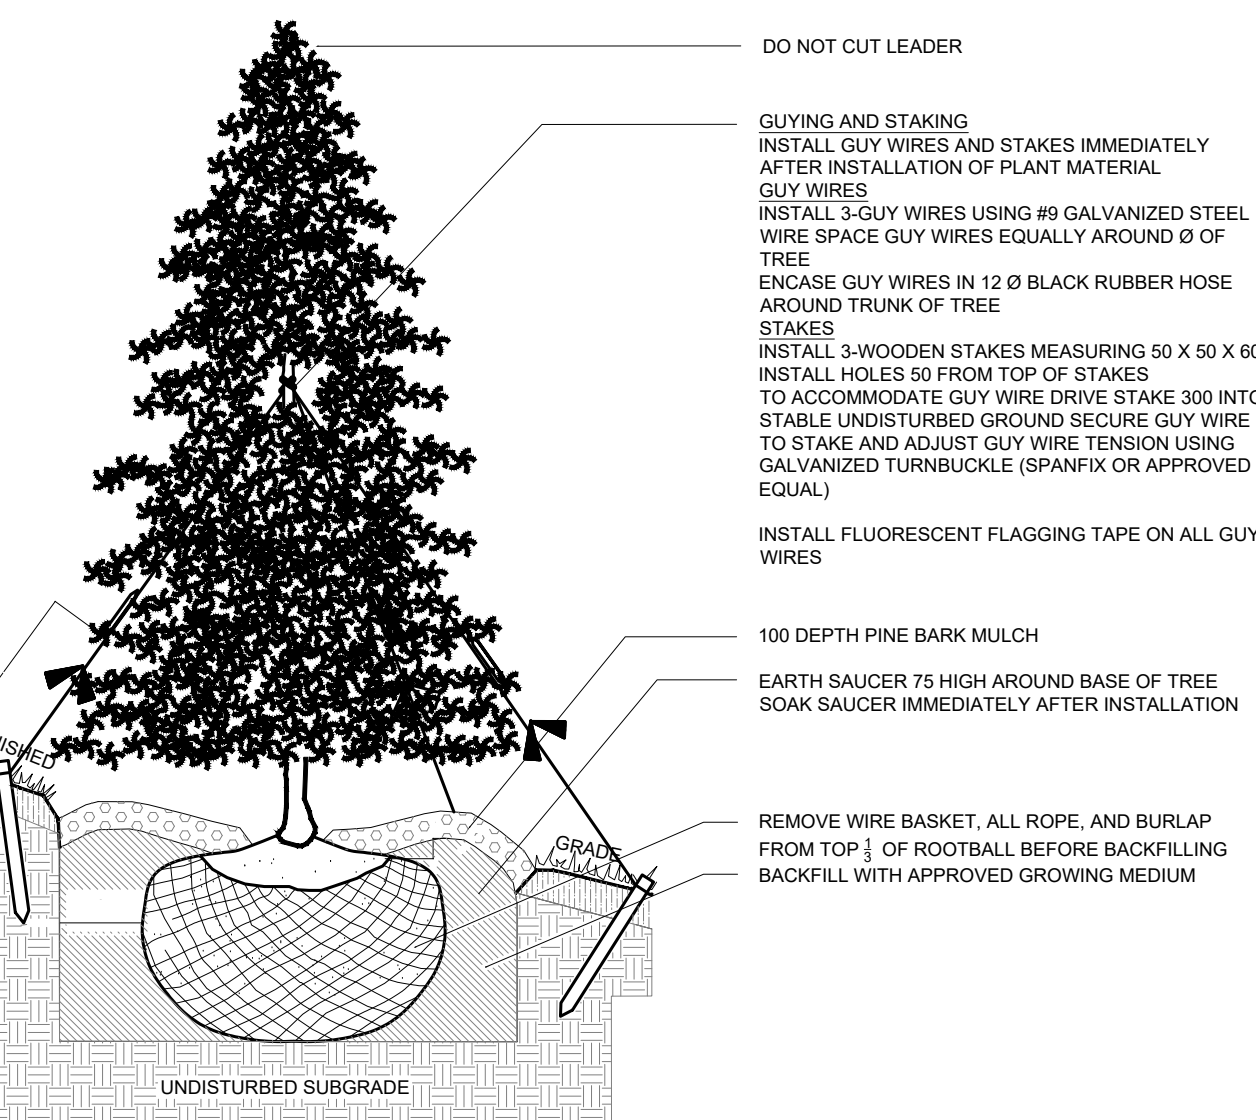 DO NOT CUT LEADER
GUYING AND STAKING
INSTALL GUY WIRES AND STAKES IMMEDIATELY
AFTER INSTALLATION OF PLANT MATERIAL
GUY WIRES
INSTALL 3-GUY WIRES USING #9 GALVANIZED STEEL
WIRE SPACE GUY WIRES EQUALLY AROUND Ø OF
TREE
ENCASE GUY WIRES IN 12 Ø BLACK RUBBER HOSE
AROUND TRUNK OF TREE
STAKES
INSTALL 3-WOODEN STAKES MEASURING 50 X 50 X
INSTALL HOLES 50 FROM TOP OF STAKES
TO ACCOMMODATE GUY WIRE DRIVE STAKE 300 INTO
STABLE UNDISTURBED GROUND SECURE GUY WIRE
TO STAKE AND ADJUST GUY WIRE TENSION USING
GALVANIZED TURNBUCKLE (SPANFIX OR APPROVED
EQUAL)
INSTALL FLUORESCENT FLAGGING TAPE ON ALL GUY
WIRES
100 DEPTH PINE BARK MULCH
EARTH SAUCER 75 HIGH AROUND BASE OF TREE
SOAK SAUCER IMMEDIATELY AFTER INSTALLATION
REMOVE WIRE BASKET, ALL ROPE, AND BURLAP
FROM TOP 1/3 OF ROOTBALL BEFORE BACKFILLING
BACKFILL WITH APPROVED GROWING MEDIUM
GRADE
UNDISTURBED SUBGRADE